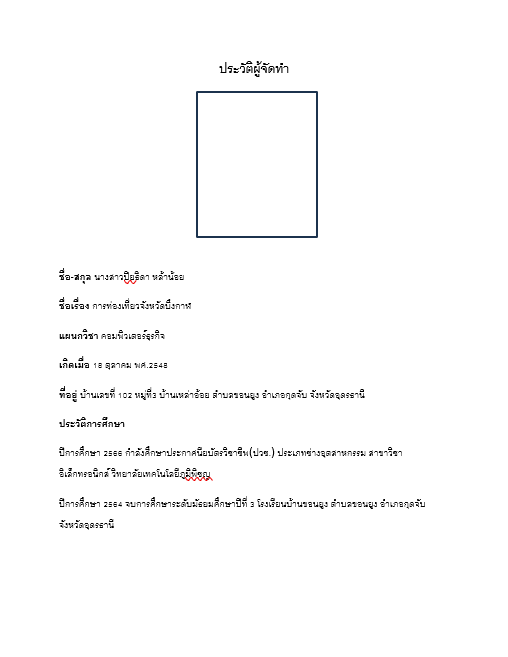 ประวัติผู้จัดทำ
ชื่อ-สกุล นางสาวปิยธิดา หล้าน้อย
ชื่อเรื่อง การท่องเที่ยวจังหวัดบึงกาฬ
แผนกวิชา คอมพิวเตอร์ธุรกิจ
เกิดเมื่อ 18 ตุลาคม พศ.2548
ที่อยู่ บ้านเลขที่ 102 หมู่ที่3 บ้านเหล่าอ้อย ตำบลขอนยูง อำเภอกุดจับ จังหวัดอุดรธานี
ประวัติการศึกษา
ปีการศึกษา 2566 กำลังศึกษาประกาศนียบัตรวิชาชีพ(ปวช.) ประเภทช่างอุตสาหกรรม สาขาวิชา
อิเล็กทรอนิกส์ วิทยาลัยเทคโนโลยีภูมิพิชญ
ปีการศึกษา 2564 จบการศึกษาระดับมัธยมศึกษาปีที่ 3 โรงเรียนบ้านขอนยูง ตำบลขอนยูง อำเภอกุดจับ
จังหวัดอุดรธานี